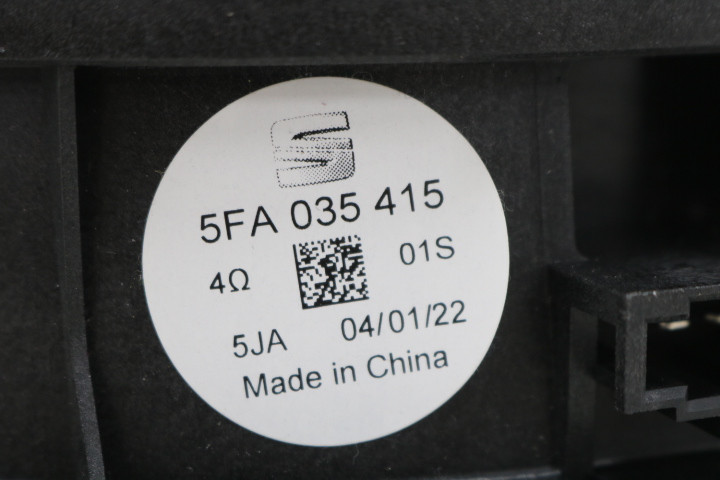 5FA 035 415
4Ω 01S
5JA 04/01/22
Made in China